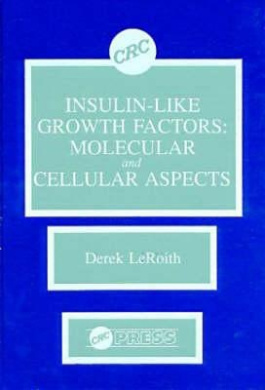 CRC
INSULIN-LIKE
GROWTH FACTORS:
MOLECULAR
and
CELLULAR ASPECTS
Derek LeRoith
CRC PRESS